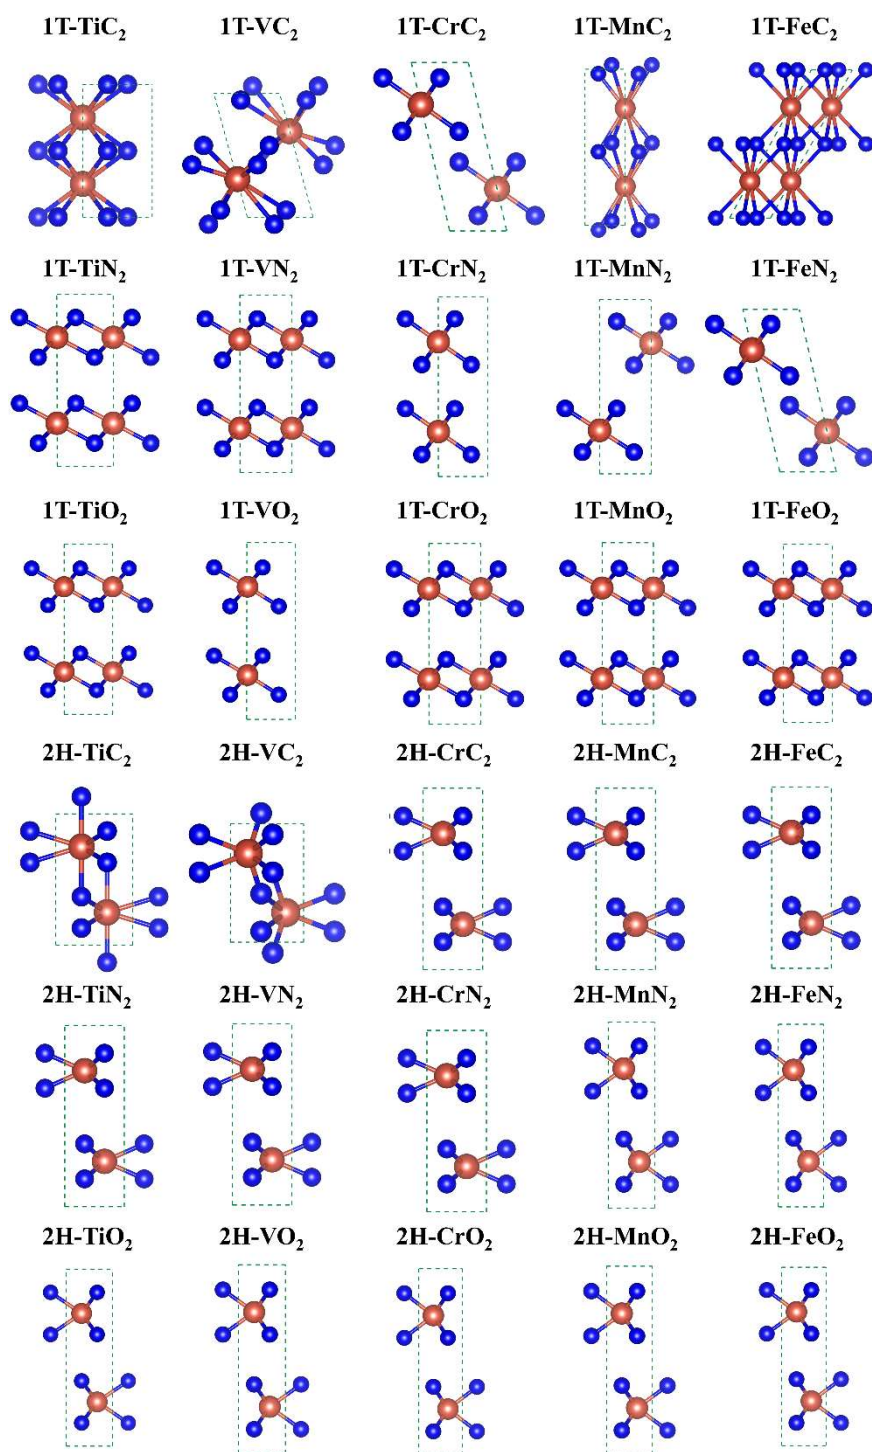 1T-TiC₂ 1T-VC₂ 1T-CrC₂ 1T-MnC₂ 1T-FeC₂
1T-TiN₂ 1T-VN₂ 1T-CrN₂ 1T-MnN₂ 1T-FeN₂
1T-TiO₂ 1T-VO₂ 1T-CrO₂ 1T-MnO₂ 1T-FeO₂
2H-TiC₂ 2H-VC₂ 2H-CrC₂ 2H-MnC₂ 2H-FeC₂
2H-TiN₂ 2H-VN₂ 2H-CrN₂ 2H-MnN₂ 2H-FeN₂
2H-TiO₂ 2H-VO₂ 2H-CrO₂ 2H-MnO₂ 2H-FeO₂